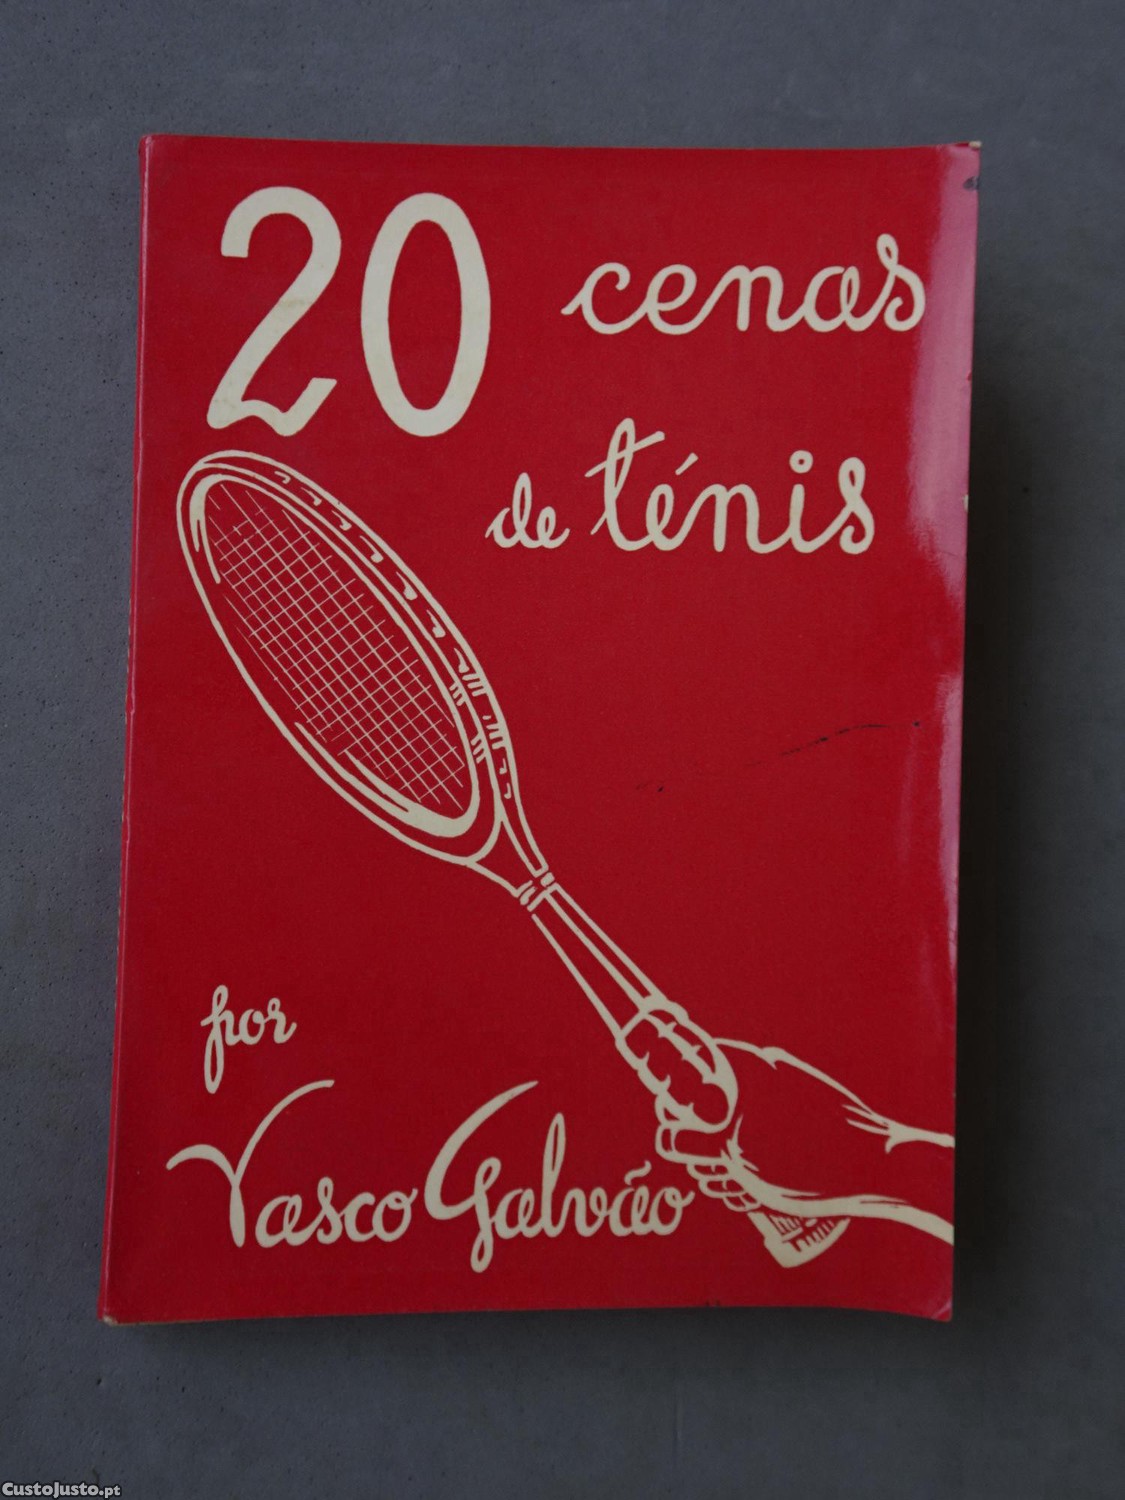 20 cenas
de ténis
por
Vasco Galvão
CustoJusto.pt